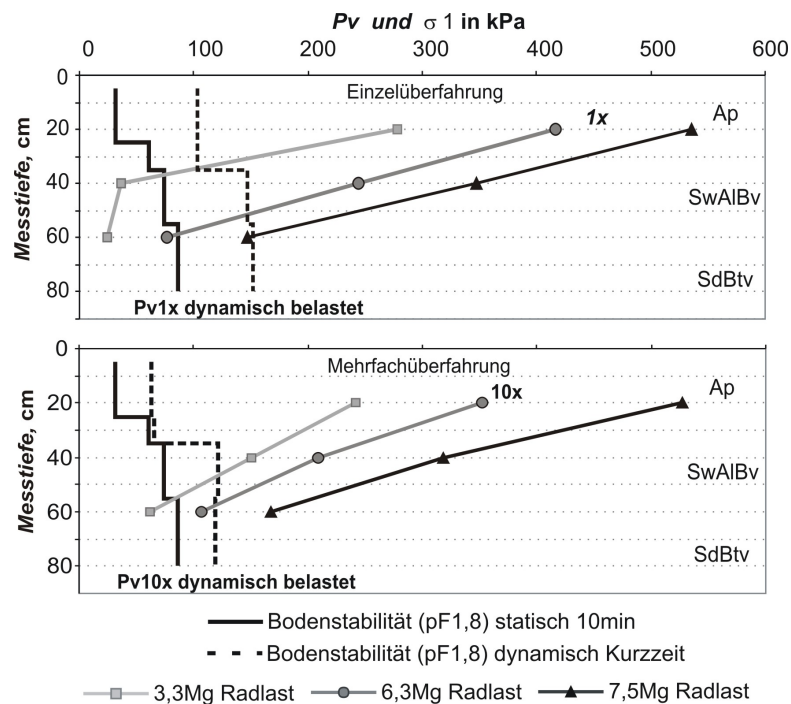 Pv und σ 1 in kPa
0 100 200 300 400 500 600
Messtiefe, cm
0
20
40
60
80
Einzelüberfahrung
1x
Ap
SwAlBv
SdBtv
Pv1x dynamisch belastet
Messtiefe, cm
0
20
40
60
80
Mehrfachüberfahrung
10x
Ap
SwAlBv
SdBtv
Pv10x dynamisch belastet
Bodenstabilität (pF1,8) statisch 10min
Bodenstabilität (pF1,8) dynamisch Kurzzeit
3,3Mg Radlast 6,3Mg Radlast 7,5Mg Radlast